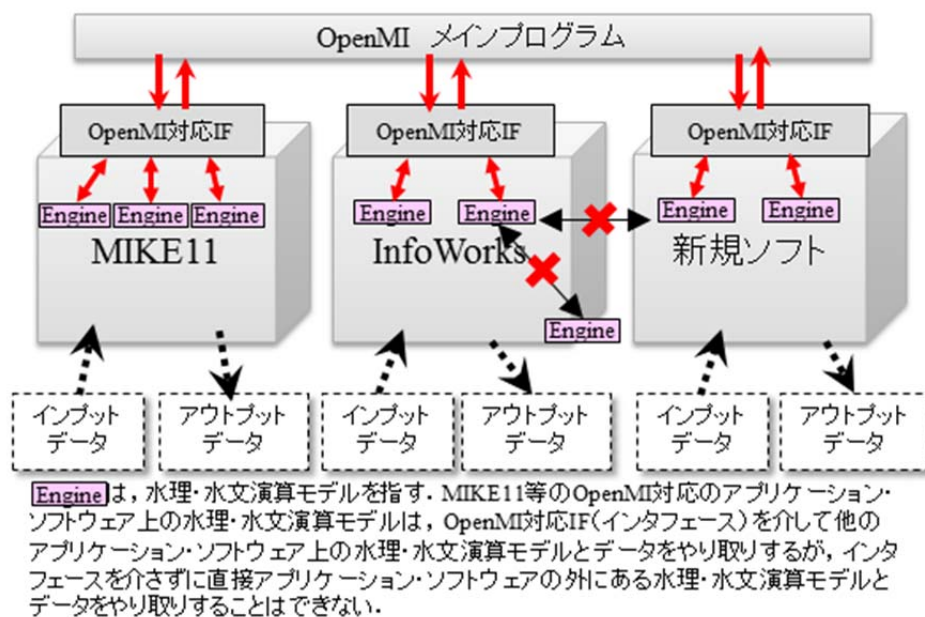 OpenMI メインプログラム
OpenMI対応IF
OpenMI対応IF
OpenMI対応IF
Engine Engine Engine
Engine Engine
Engine Engine
MIKE11
InfoWorks
新規ソフト
Engine
インプット
データ
アウトプット
データ
インプット
データ
アウトプット
データ
インプット
データ
アウトプット
データ
Engineは，水理・水文演算モデルを指す．MIKE11等のOpenMI対応のアプリケーション・
ソフトウェア上の水理・水文演算モデルは，OpenMI対応IF(インタフェース)を介して他の
アプリケーション・ソフトウェア上の水理・水文演算モデルとデータをやり取りするが，インタ
フェースを介さずに直接アプリケーション・ソフトウェアの外にある水理・水文演算モデルと
データをやり取りすることはできない．